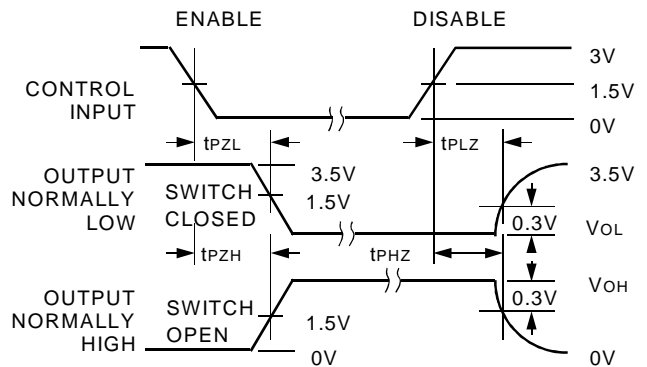 ENABLE DISABLE
3V
CONTROL
INPUT
1.5V
0V
tPZL tPLZ
OUTPUT
NORMALLY
LOW
SWITCH
CLOSED
3.5V
1.5V
3.5V
0.3V
VOL
tPZH tPHZ
OUTPUT
NORMALLY
HIGH
SWITCH
OPEN
1.5V
0V
VOH
0.3V
0V